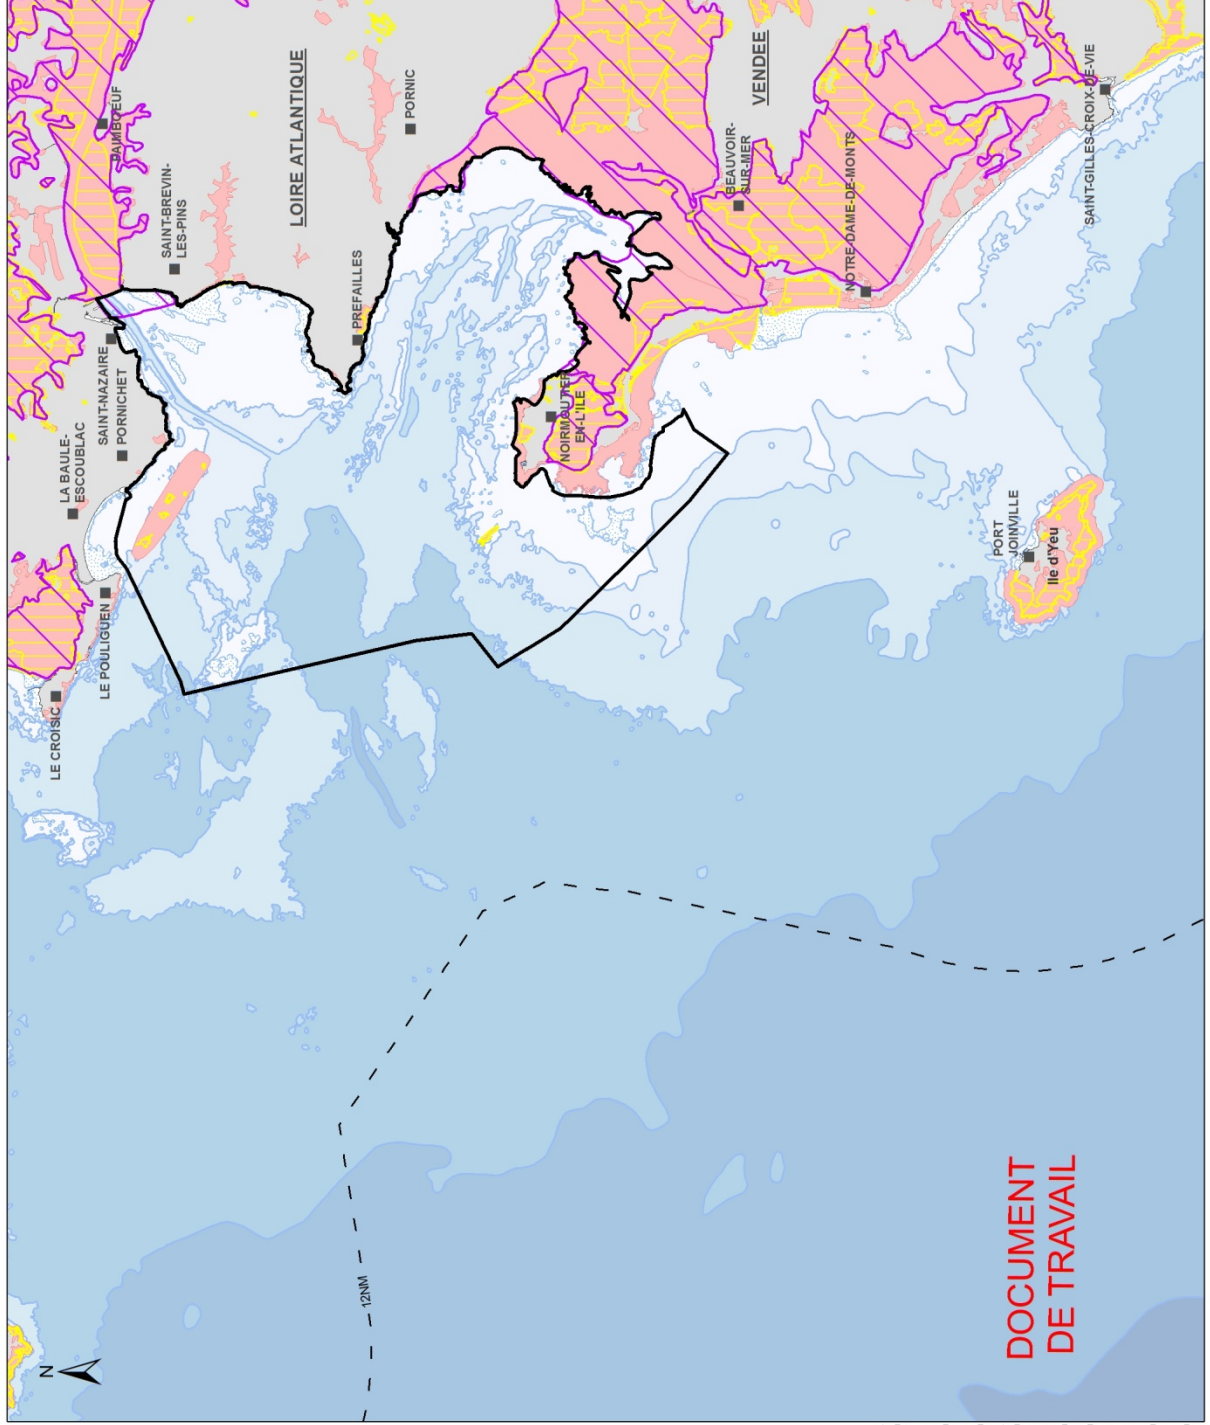 N
12NM
DOCUMENT
DE TRAVAIL
LE CROISIC
LE POULIGUEN
LA BAULE-
ESCOUBLAC
PORNICHET
SAINT-NAZAIRE
SAINT-BREVIN-
LES-PINS
PAIMBOEUF
LOIRE ATLANTIQUE
PREFAILLES
PORNIC
NOIRMOUTIER
EN-L'ILE
BEAUVOIR-
SUR-MER
VENDEE
NOTRE-DAME-DE-MONTS
SAINT-GILLES-CROIX-DE-VIE
PORT
JOINVILLE
Ile d'Yeu